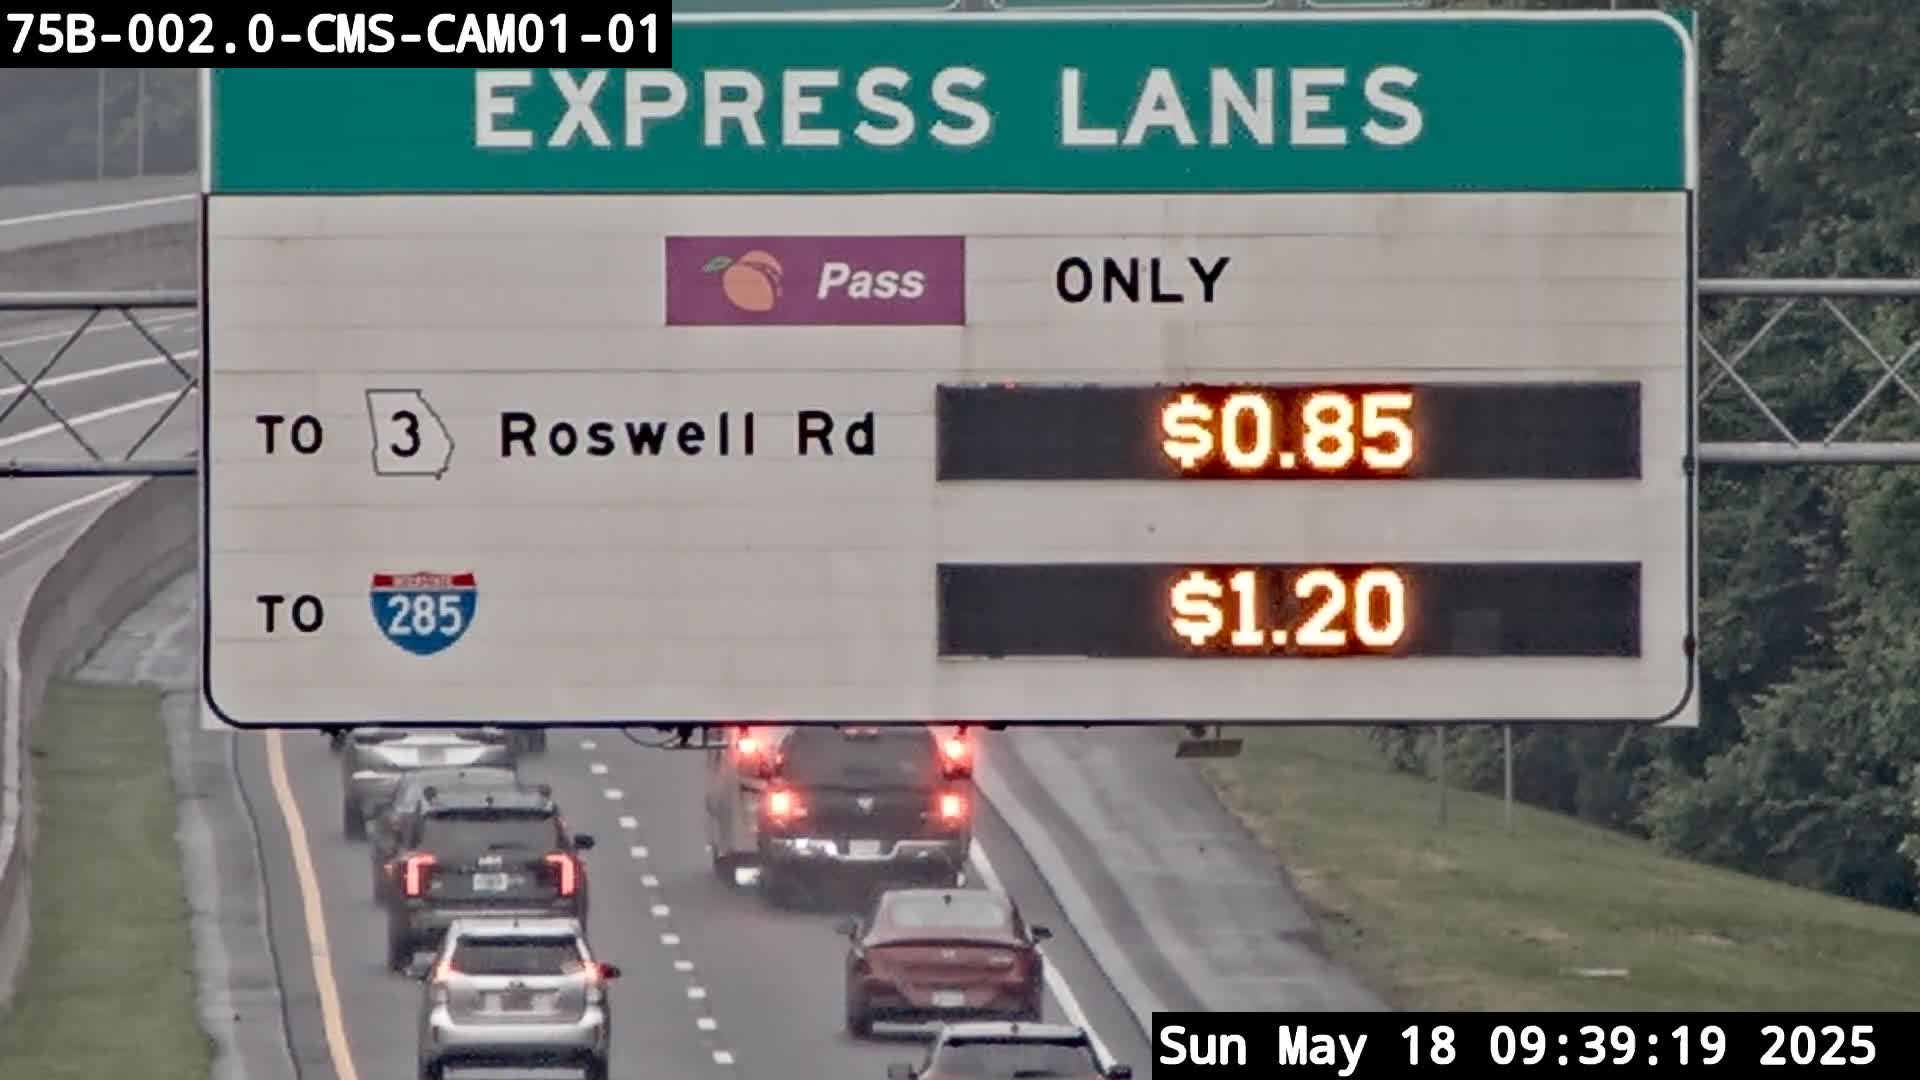 75B-002.0-CMS-CAM01-01
EXPRESS LANES
Pass ONLY
TO 3 Roswell Rd $0.85
TO INTERSTATE 285 $1.20
Sun May 18 09:39:19 2025